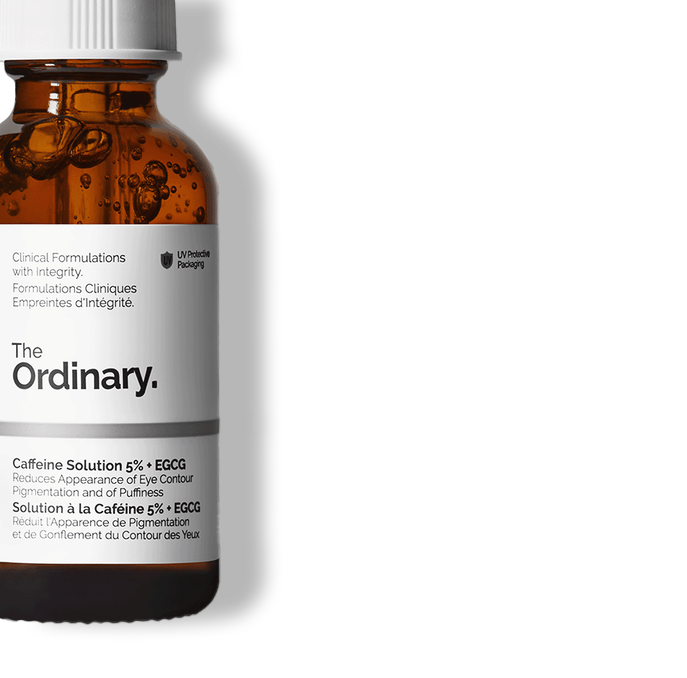 Clinical Formulations
with Integrity.
Formulations Cliniques
Empreintes d'Intégrité.
UV
UV Protective
Packaging
The
Ordinary.
Caffeine Solution 5% + EGCG
Reduces Appearance of Eye Contour
Pigmentation and of Puffiness
Solution à la Caféine 5% + EGCG
Réduit l'Apparence de Pigmentation
et de Gonflement du Contour des Yeux